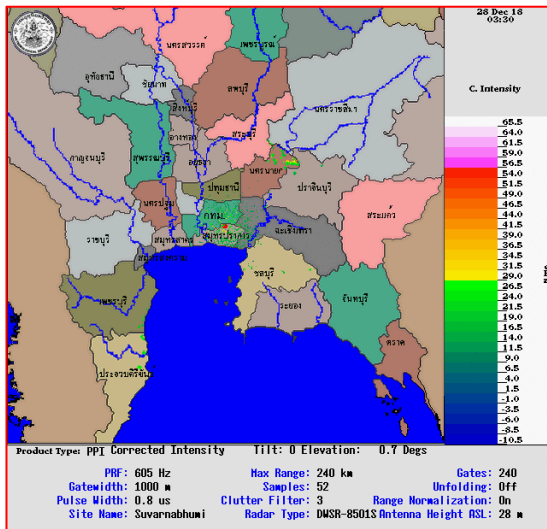 28 Dec 18
03:30
C. Intensity
นครสวรรค์
เพชรบูรณ์
อุทัยธานี
ชัยนาท
ลพบุรี
นครราชสีมา
สิงหบุรี
อ่างทอง
สระบุรี
กาญจนบุรี
สุพรรณบุรี
อยุธยา
นครนายก
ปราจีนบุรี
ปทุมธานี
นครปฐม
กทม.
สระแก้ว
ราชบุรี
สมุทรสาคร
สมุทรปราการ
ฉะเชิงเทรา
ชลบุรี
เพชรบุรี
ระยอง
จันทบุรี
ตราด
ประจวบคีรีขันธ์
65.5
64.0
61.5
59.0
56.5
54.0
51.5
49.0
46.5
44.0
41.5
39.0
36.5
34.0
31.5
29.0
26.5
24.0
21.5
19.0
16.5
14.0
11.5
9.0
6.5
4.0
1.5
-1.0
-3.5
-6.0
-8.5
-10.5
Product Type: PPI Corrected Intensity Tilt: 0 Elevation: 0.7 Degs
PRF: 605 Hz Max Range: 240 km Gates: 240
Gatewidth: 1000 m Samples: 52 Unfolding: Off
Pulse Width: 0.8 us Clutter Filter: 3 Range Normalization: On
Site Name: Suvarnabhumi Radar Type: DWSR-8501S Antenna Height ASL: 28 m